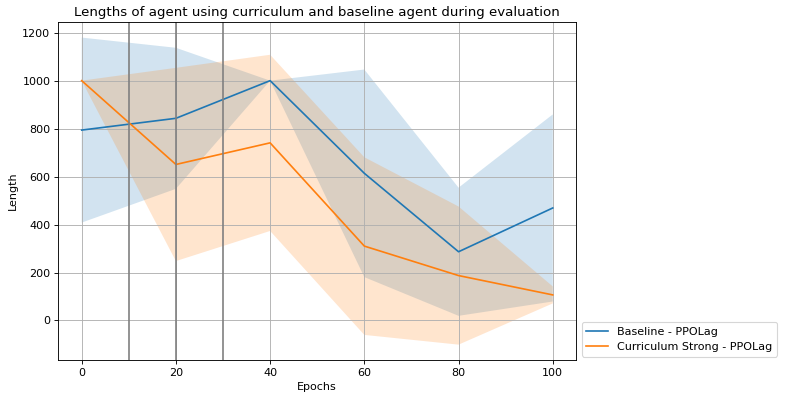 Lengths of agent using curriculum and baseline agent during evaluation
1200
1000
800
600
400
200
0
Length
0 20 40 60 80 100
Epochs
Baseline - PPOLag
Curriculum Strong - PPOLag